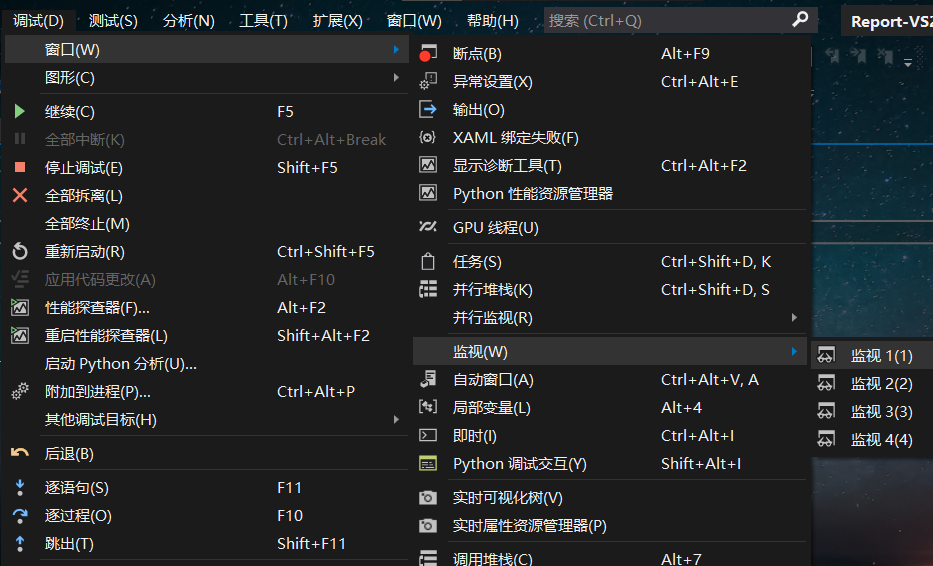 调试(D) 测试(S) 分析(N) 工具(T) 扩展(X) 窗口(W) 帮助(H) 搜索 (Ctrl+Q)
窗口(W)
图形(C)
继续(C) F5
全部中断(K) Ctrl+Alt+Break
停止调试(E) Shift+F5
全部拆离(L)
全部终止(M)
重新启动(R) Ctrl+Shift+F5
应用代码更改(A) Alt+F10
性能探查器(F)... Alt+F2
重启性能探查器(L) Shift+Alt+F2
启动 Python 分析(U)...
附加到进程(P)... Ctrl+Alt+P
其他调试目标(H)
后退(B)
逐语句(S) F11
逐过程(O) F10
跳出(T) Shift+F11
断点(B) Alt+F9
异常设置(X) Ctrl+Alt+E
输出(O)
XAML 绑定失败(F)
显示诊断工具(T) Ctrl+Alt+F2
Python 性能资源管理器
GPU 线程(U)
任务(S) Ctrl+Shift+D, K
并行堆栈(K) Ctrl+Shift+D, S
并行监视(R)
监视(W)
自动窗口(A) Ctrl+Alt+V, A
局部变量(L) Alt+4
即时(I) Ctrl+Alt+I
Python 调试交互(Y) Shift+Alt+I
实时可视化树(V)
实时属性资源管理器(P)
调用堆栈(C) Alt+7
监视 1(1)
监视 2(2)
监视 3(3)
监视 4(4)